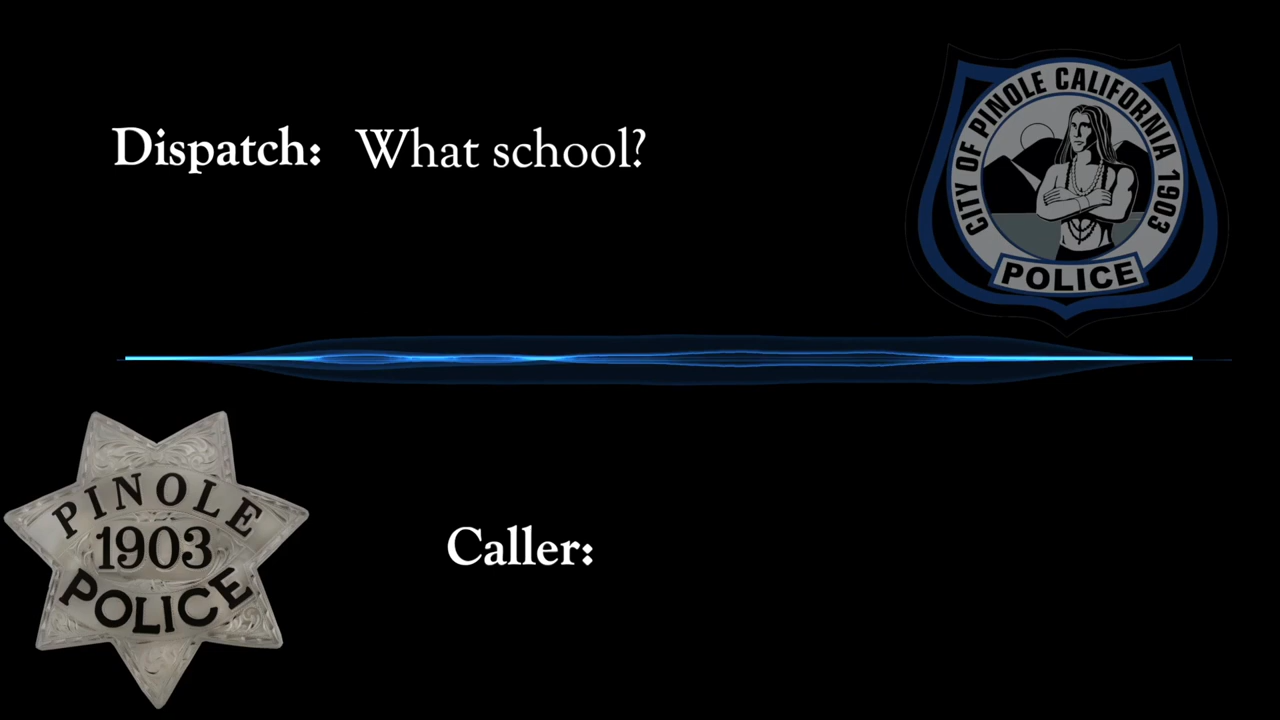 Dispatch: What school?
CITY OF PINOLE CALIFORNIA 1903
POLICE
PINOLE
1903
POLICE
Caller: